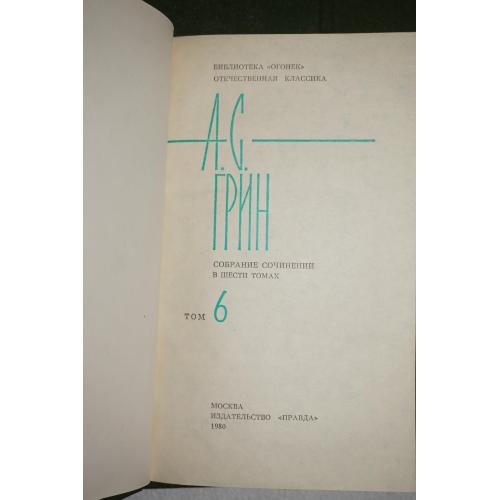 БИБЛИОТЕКА «ОГОНЕК»
ОТЕЧЕСТВЕННАЯ КЛАССИКА
А.С.
ГРИН
СОБРАНИЕ СОЧИНЕНИЙ
В ШЕСТИ ТОМАХ
ТОМ 6
МОСКВА
ИЗДАТЕЛЬСТВО «ПРАВДА»
1980